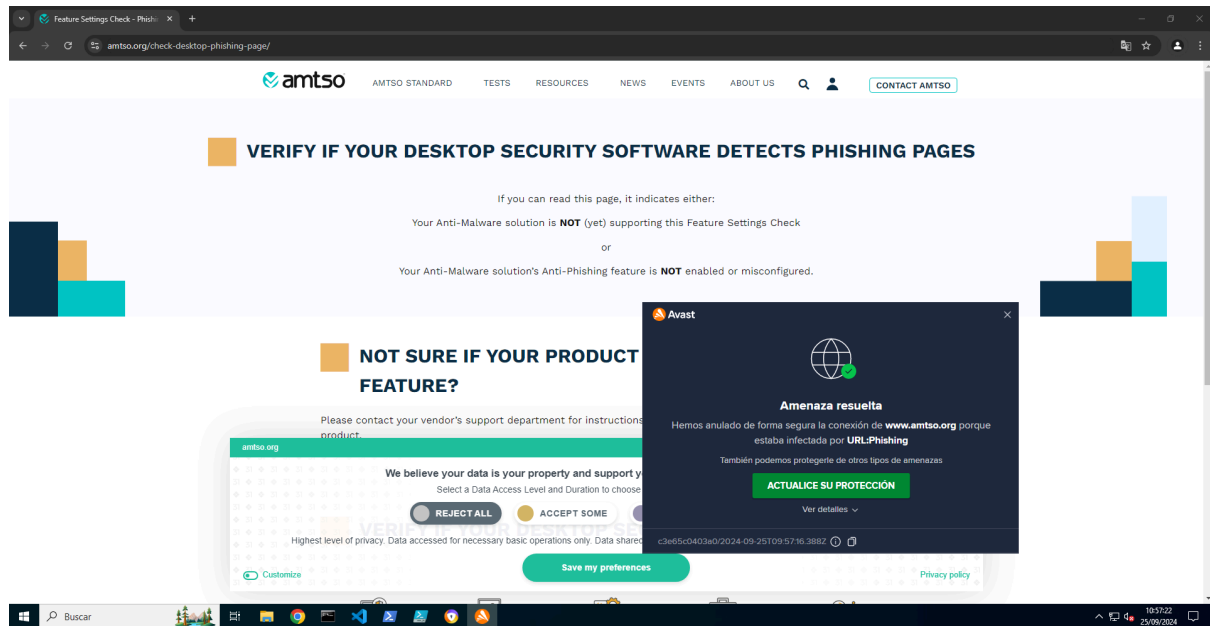 Feature Settings Check - Phishi
amtso.org/check-desktop-phishing-page/
amtso
AMTSO STANDARD TESTS RESOURCES NEWS EVENTS ABOUT US
CONTACT AMTSO
VERIFY IF YOUR DESKTOP SECURITY SOFTWARE DETECTS PHISHING PAGES
If you can read this page, it indicates either:
Your Anti-Malware solution is NOT (yet) supporting this Feature Settings Check
or
Your Anti-Malware solution's Anti-Phishing feature is NOT enabled or misconfigured.
NOT SURE IF YOUR PRODUCT
FEATURE?
Please contact your vendor's support department for instructions
product.
amtso.org
We believe your data is your property and support y
Select a Data Access Level and Duration to choose
REJECT ALL
ACCEPT SOME
VERIFY IF YOUR DESKTOP SE
Highest level of privacy. Data accessed for necessary basic operations only. Data shared
Customize
Save my preferences
Privacy policy
Avast
Amenaza resuelta
Hemos anulado de forma segura la conexión de www.amtso.org porque
estaba infectada por URL:Phishing
También podemos protegerle de otros tipos de amenazas
ACTUALICE SU PROTECCIÓN
Ver detalles
c3e65c0403a0/2024-09-25T09:57:16.388Z
Buscar
10:57:22
25/09/2024